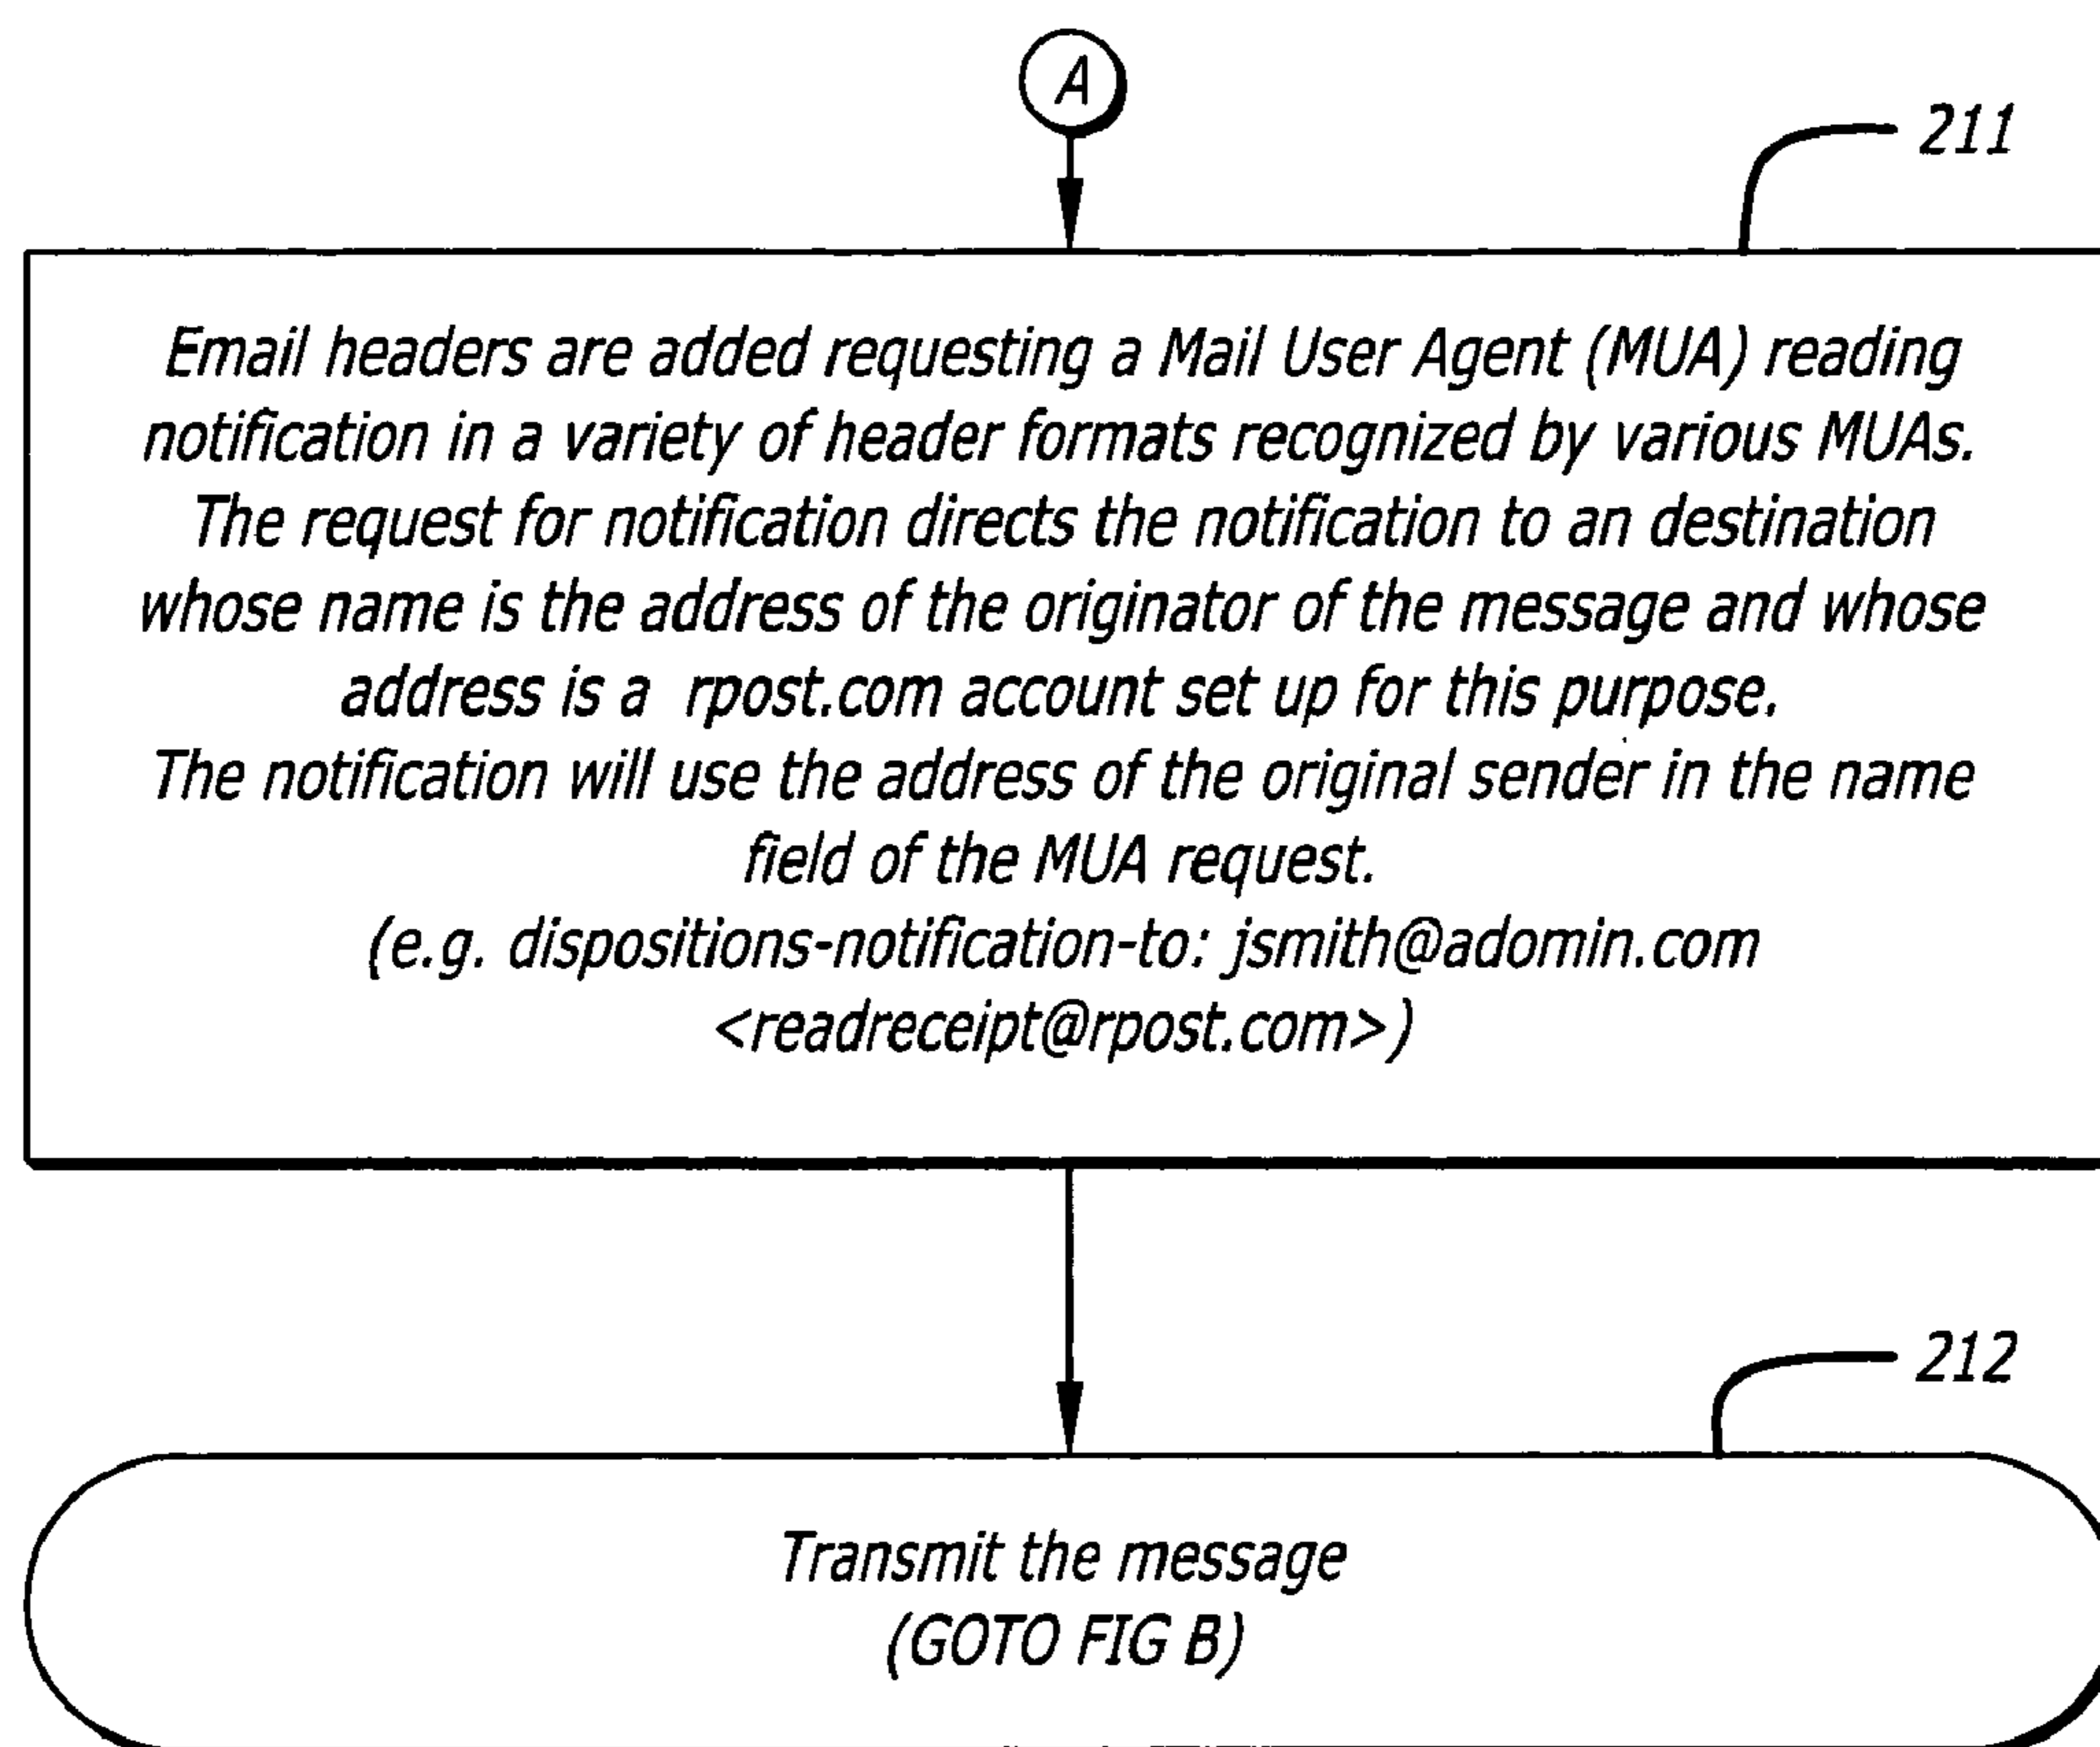 A
211
Email headers are added requesting a Mail User Agent (MUA) reading
notification in a variety of header formats recognized by various MUAs.
The request for notification directs the notification to an destination
whose name is the address of the originator of the message and whose
address is a rpost.com account set up for this purpose.
The notification will use the address of the original sender in the name
field of the MUA request.
(e.g. dispositions-notification-to: jsmith@adomin.com
<readreceipt@rpost.com>)
212
Transmit the message
(GOTO FIG B)